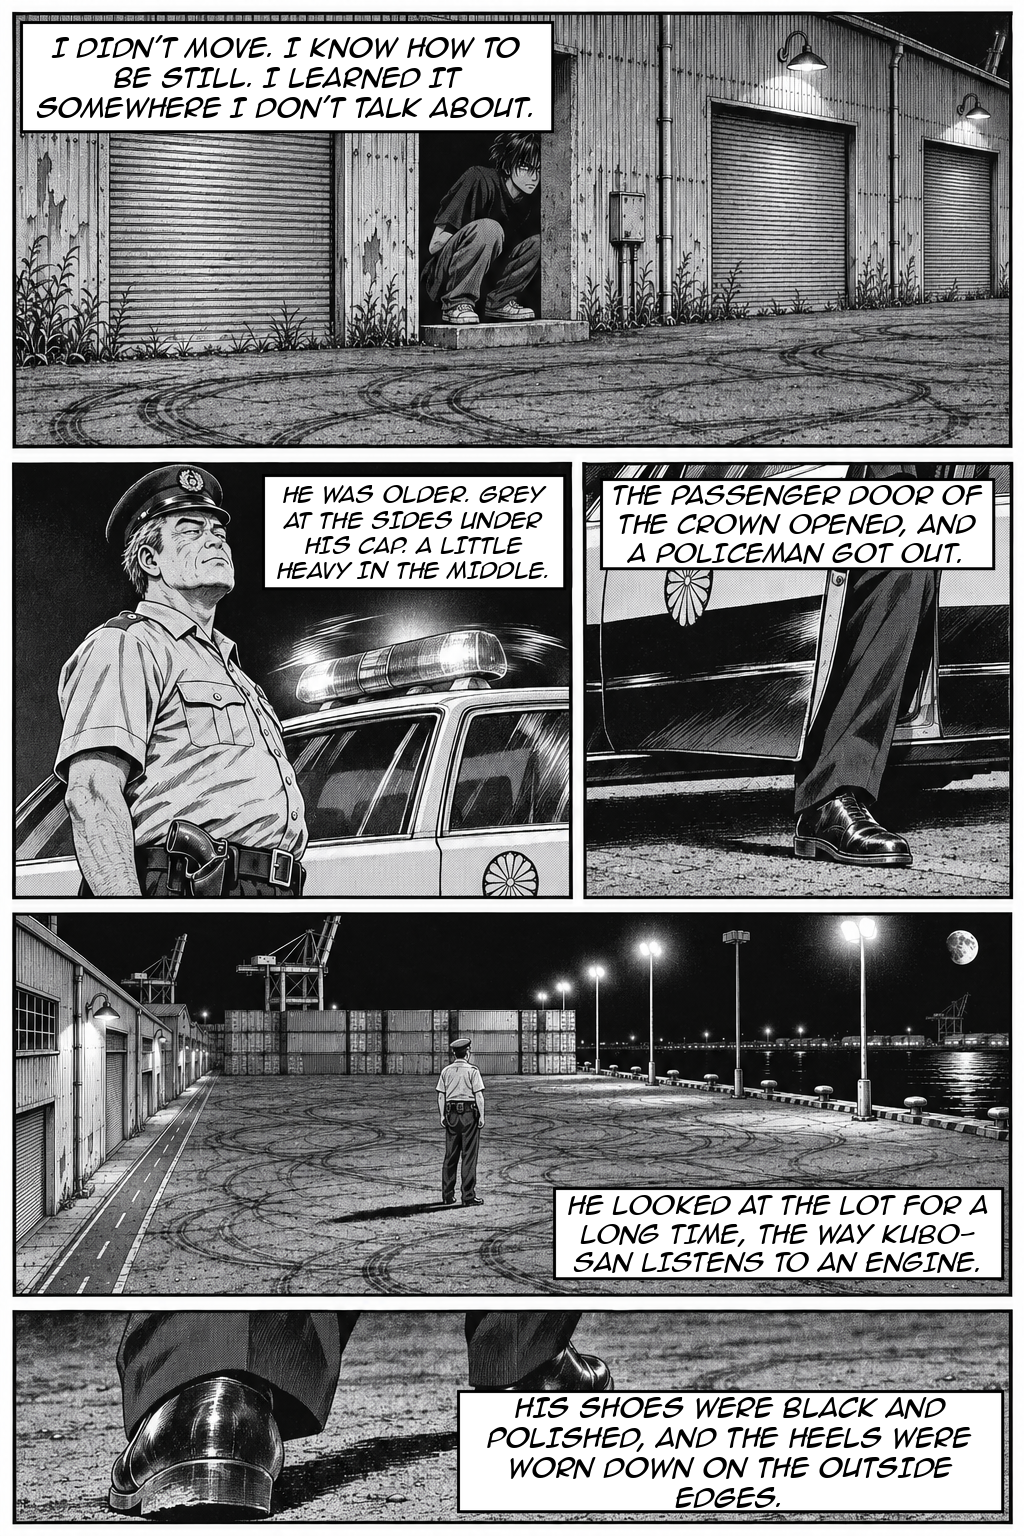 I DIDN'T MOVE. I KNOW HOW TO
BE STILL. I LEARNED IT
SOMEWHERE I DON'T TALK ABOUT.
THE PASSENGER DOOR OF
THE CROWN OPENED, AND
A POLICEMAN GOT OUT.
HE WAS OLDER. GREY
AT THE SIDES UNDER
HIS CAP. A LITTLE
HEAVY IN THE MIDDLE.
HE LOOKED AT THE LOT FOR A
LONG TIME, THE WAY KUBO-
SAN LISTENS TO AN ENGINE.
HIS SHOES WERE BLACK AND
POLISHED, AND THE HEELS WERE
WORN DOWN ON THE OUTSIDE
EDGES.